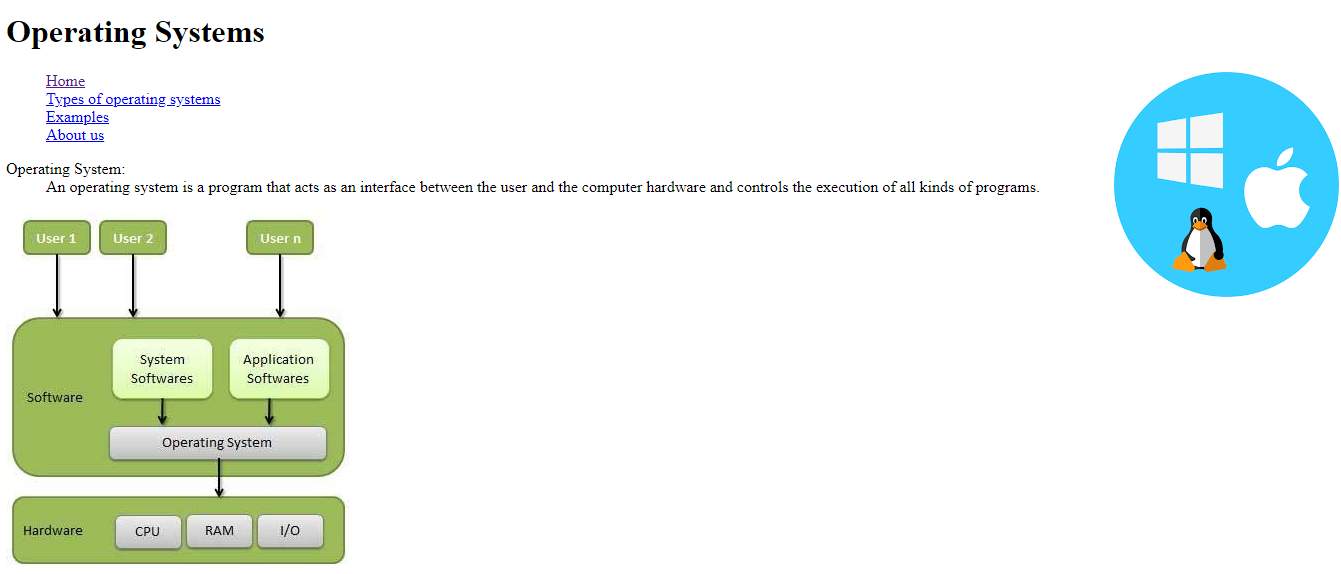 Operating Systems
Home
Types of operating systems
Examples
About us
Operating System:
An operating system is a program that acts as an interface between the user and the computer hardware and controls the execution of all kinds of programs.
User 1
User 2
User n
System
Softwares
Application
Softwares
Software
Operating System
Hardware
CPU
RAM
I/O